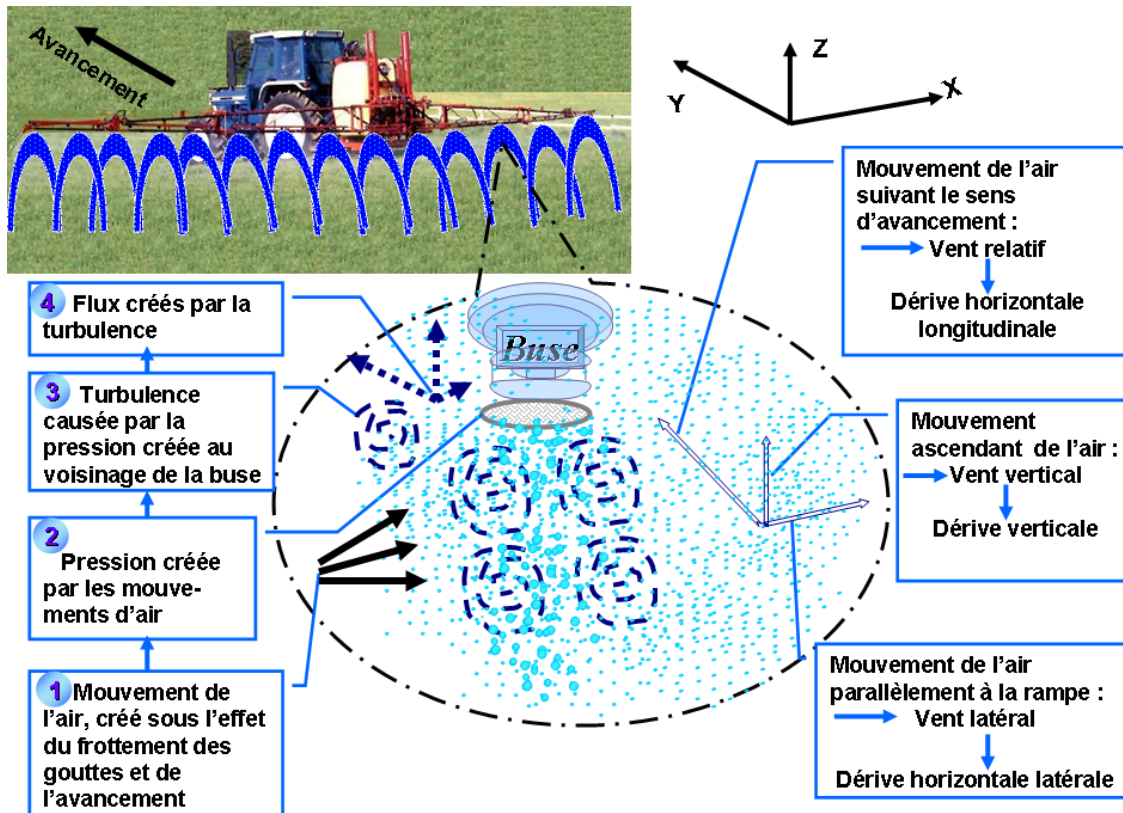 Avancement
Z
Y
X
Mouvement de l'air
suivant le sens
d'avancement :
Vent relatif
Dérive horizontale
longitudinale
4 Flux créés par la
turbulence
Buse
3 Turbulence
causée par la
pression créée au
voisinage de la buse
Mouvement
ascendant de l'air :
Vent vertical
Dérive verticale
2
Pression créée
par les mouve-
ments d'air
1 Mouvement de
l'air, créé sous l'effet
du frottement des
gouttes et de
l'avancement
Mouvement de l'air
parallèlement à la rampe :
Vent latéral
Dérive horizontale latérale